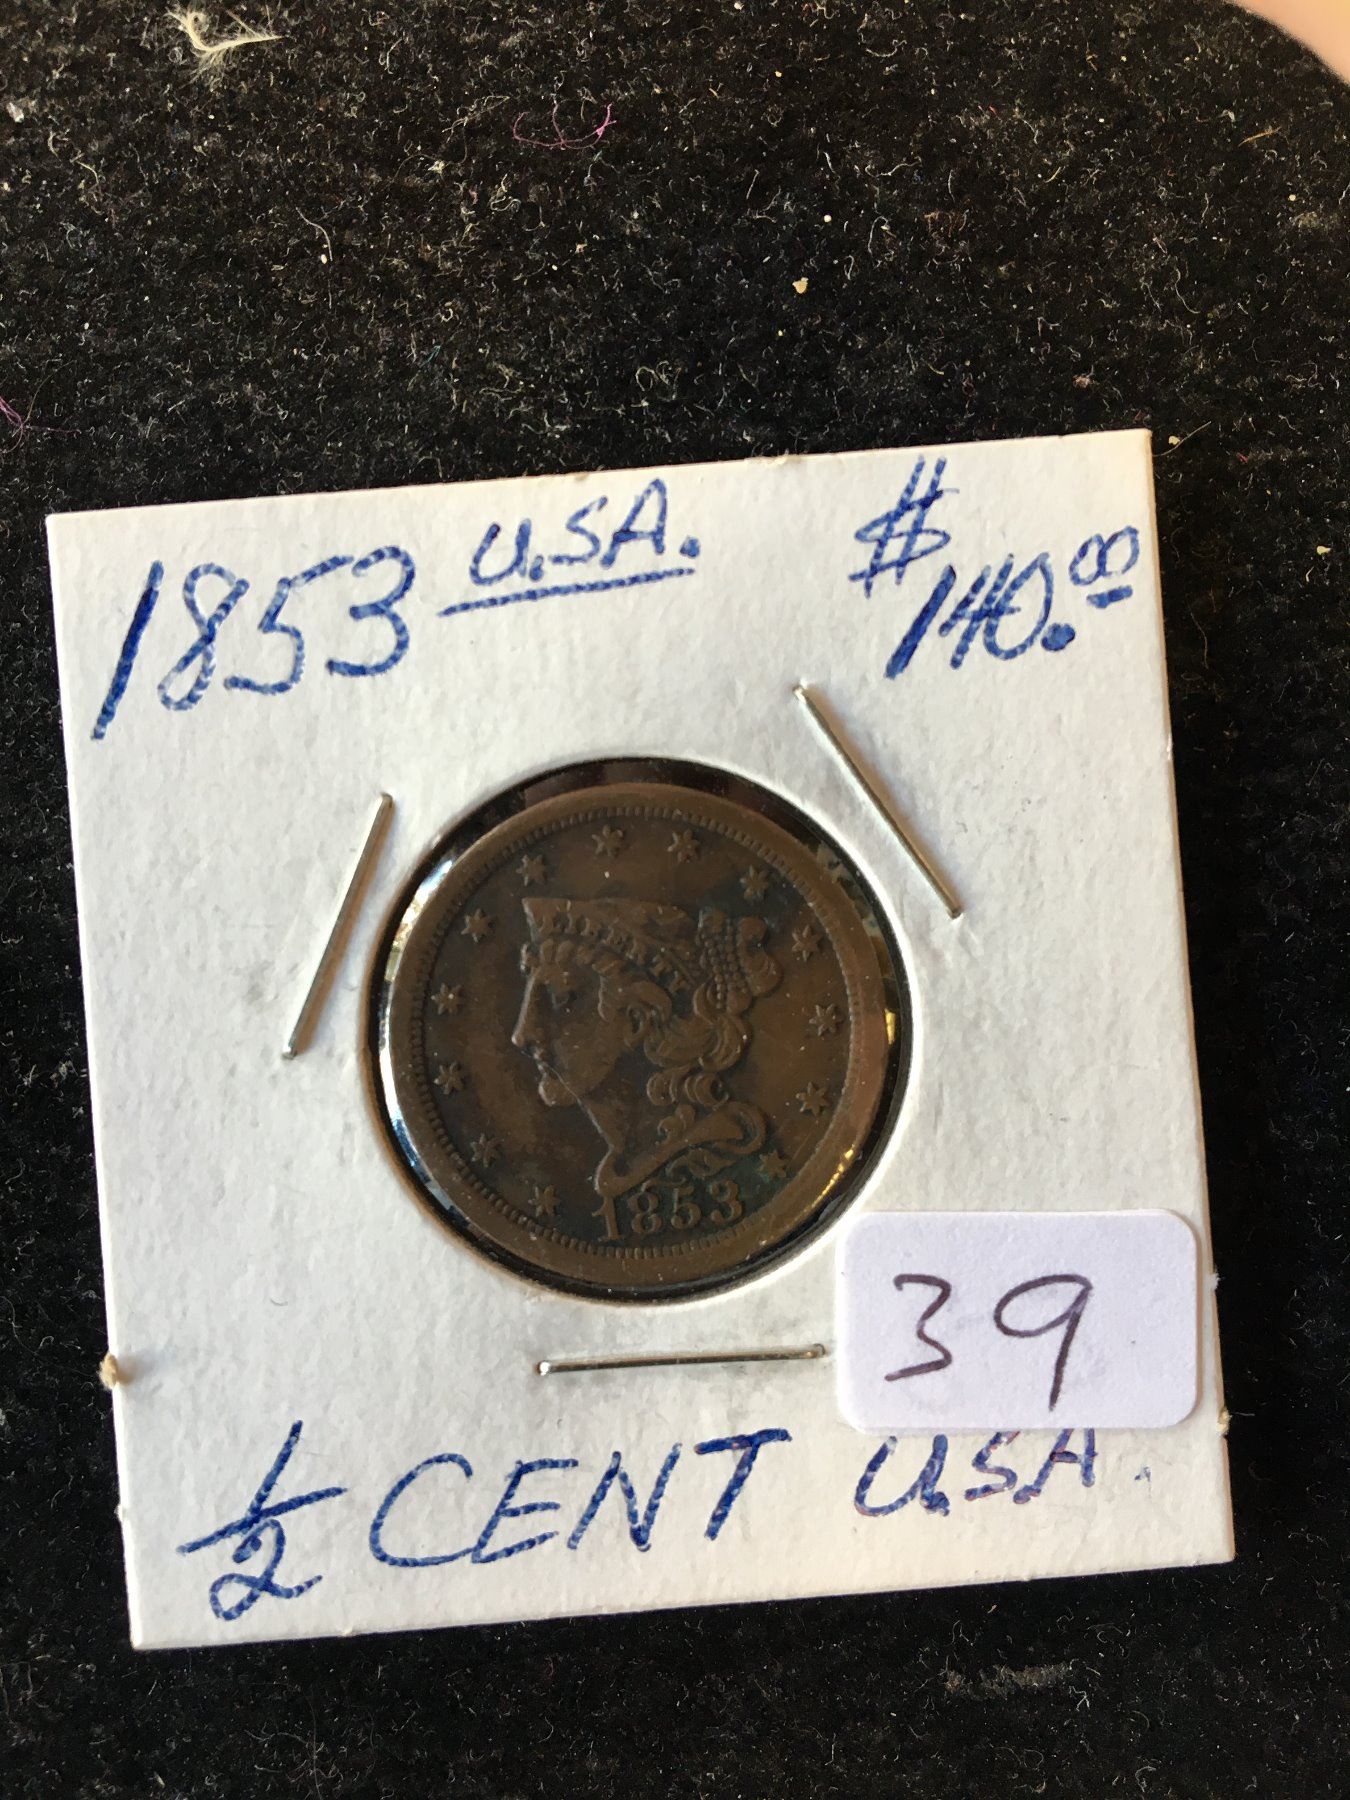 1853 U.S.A. $140.00
LIBERTY
1853
39
1/2 CENT U.S.A.